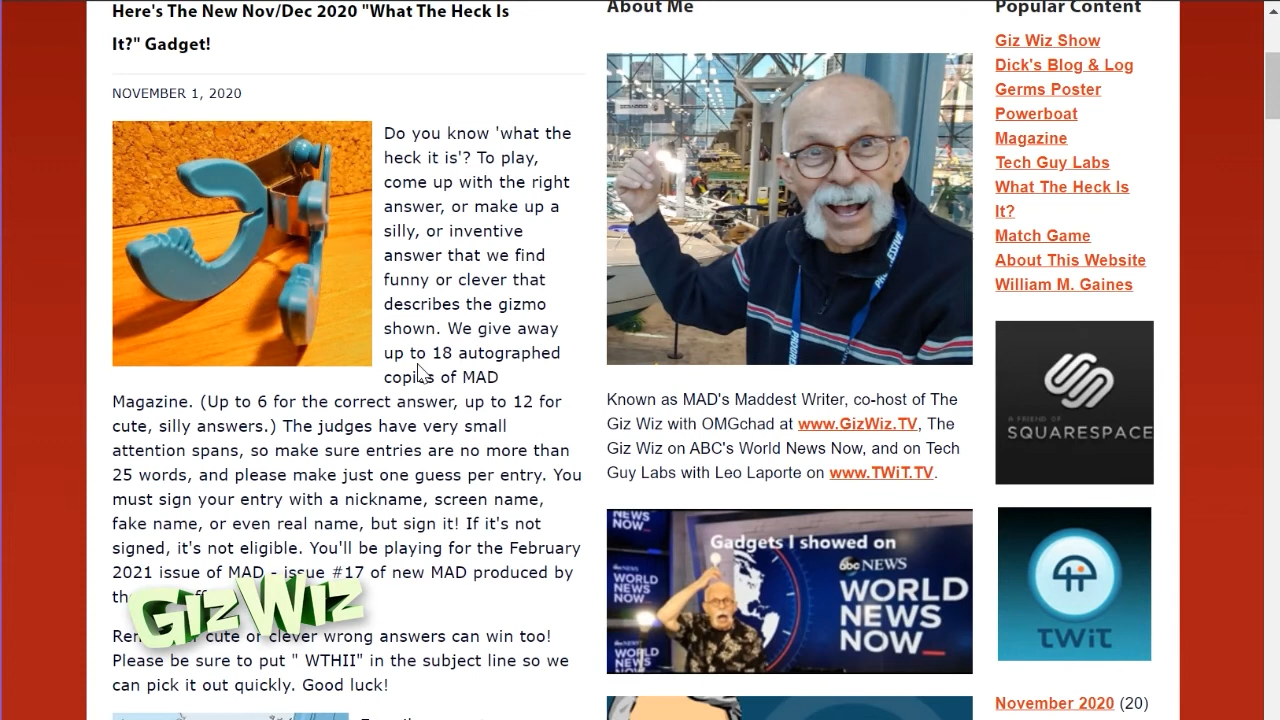 Here's The New Nov/Dec 2020 "What The Heck Is
It?" Gadget!
NOVEMBER 1, 2020
Do you know 'what the
heck it is'? To play,
come up with the right
answer, or make up a
silly, or inventive
answer that we find
funny or clever that
describes the gizmo
shown. We give away
up to 18 autographed
copies of MAD
Magazine. (Up to 6 for the correct answer, up to 12 for
cute, silly answers.) The judges have very small
attention spans, so make sure entries are no more than
25 words, and please make just one guess per entry. You
must sign your entry with a nickname, screen name,
fake name, or even real name, but sign it! If it's not
signed, it's not eligible. You'll be playing for the February
2021 issue of MAD - issue #17 of new MAD produced by
GizWiz
cute or clever wrong answers can win too!
Please be sure to put " WTHII" in the subject line so we
can pick it out quickly. Good luck!
About Me
PROGRESSIVE
Known as MAD's Maddest Writer, co-host of The
Giz Wiz with OMGchad at www.GizWiz.TV, The
Giz Wiz on ABC's World News Now, and on Tech
Guy Labs with Leo Laporte on www.TWiT.TV.
Gadgets I showed on
abc NEWS
WORLD
NEWS
NOW_
NEWS
NOW_
WORLD
NEWS
NOW_
WORLD
Popular Content
Giz Wiz Show
Dick's Blog & Log
Germs Poster
Powerboat
Magazine
Tech Guy Labs
What The Heck Is
It?
Match Game
About This Website
William M. Gaines
A FRIEND OF
SQUARESPACE
TWiT
November 2020 (20)